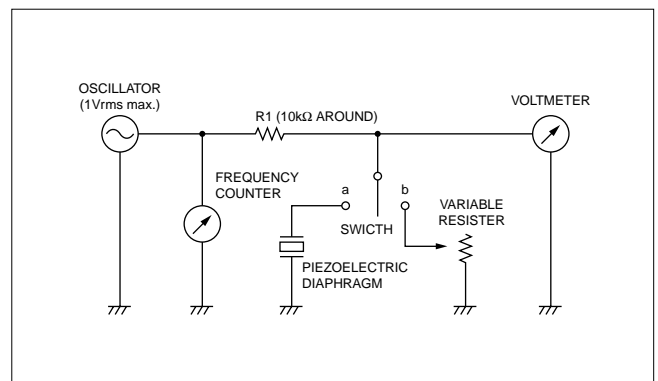 OSCILLATOR
(1Vrms max.)
R1 (10kΩ AROUND)
VOLTMETER
FREQUENCY
COUNTER
a
b
SWICTH
VARIABLE
RESISTER
PIEZOELECTRIC
DIAPHRAGM